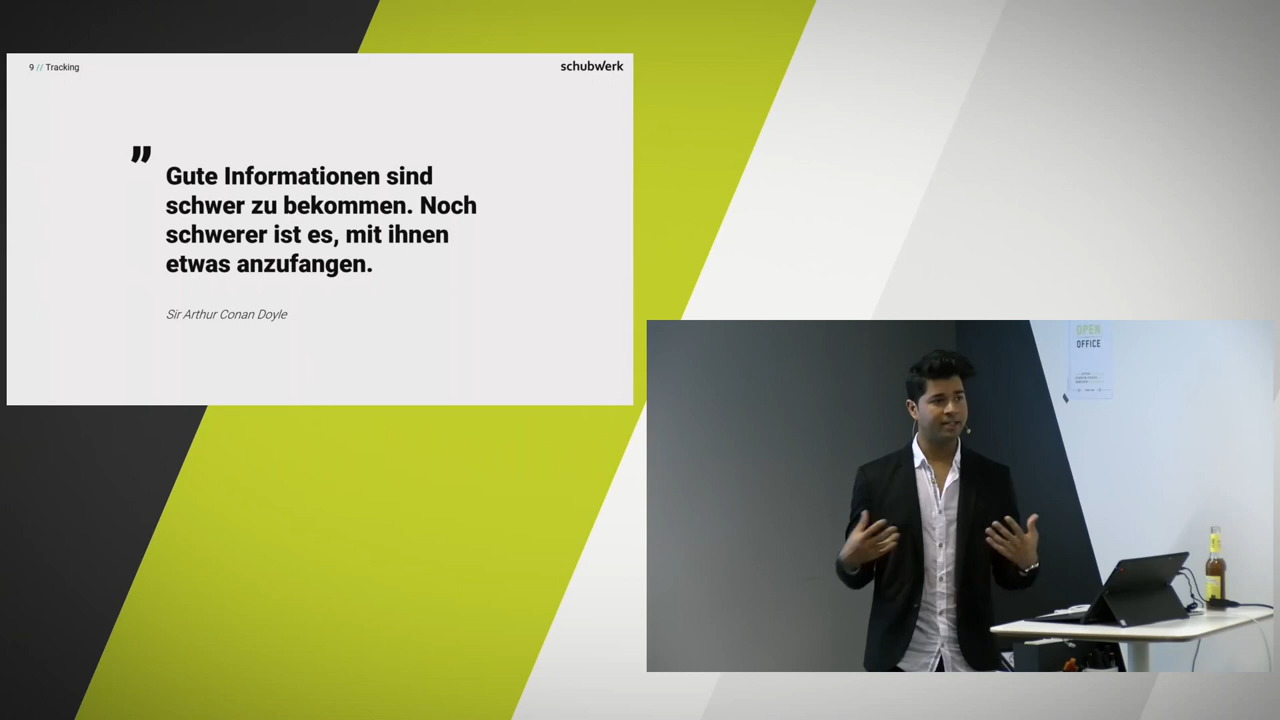 9 // Tracking
schubwerk
”
Gute Informationen sind
schwer zu bekommen. Noch
schwerer ist es, mit ihnen
etwas anzufangen.
Sir Arthur Conan Doyle
OPEN
OFFICE